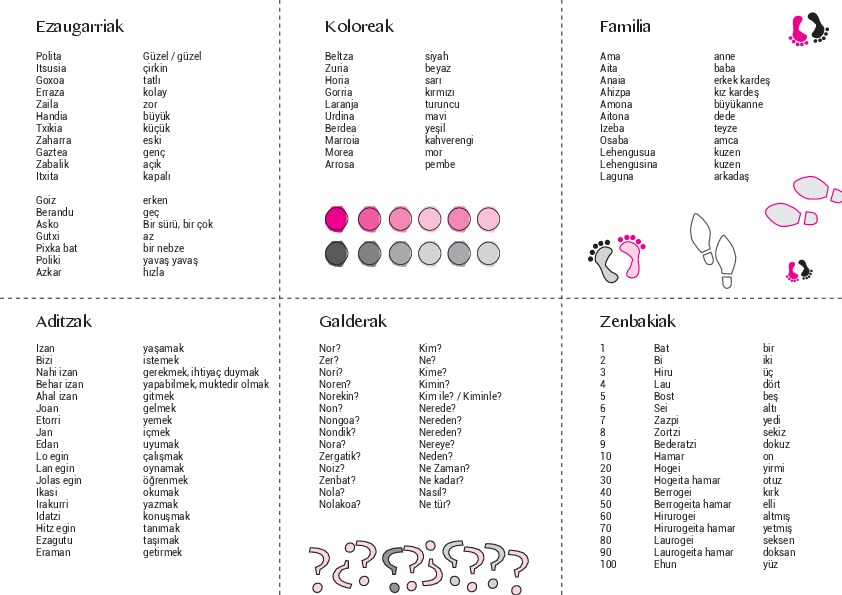 Ezaugarriak
Polita Güzel / güzel
Itsusia çirkin
Goxoa tatlı
Erraza kolay
Zaila zor
Handia büyük
Txikia küçük
Zaharra eski
Gaztea genç
Zabalik açık
Itxita kapalı
Goiz erken
Berandu geç
Asko Bir sürü, bir çok
Gutxi az
Pixka bat bir nebze
Poliki yavaş yavaş
Azkar hızla
Koloreak
Beltza siyah
Zuria beyaz
Horia sarı
Gorria kırmızı
Laranja turuncu
Urdina mavi
Berdea yeşil
Marroia kahverengi
Morea mor
Arrosa pembe
Familia
Ama anne
Aita baba
Anaia erkek kardeş
Ahizpa kız kardeş
Amona büyükanne
Aitona dede
Izeba teyze
Osaba amca
Lehengusua kuzen
Lehengusina kuzen
Laguna arkadaş
Aditzak
Izan yaşamak
Bizi istemek
Nahi izan gerekmek, ihtiyaç duymak
Behar izan yapabilmek, muktedir olmak
Ahal izan gitmek
Joan gelmek
Etorri yemek
Jan içmek
Edan uyumak
Lo egin çalışmak
Lan egin oynamak
Jolas egin öğrenmek
Ikasi okumak
Irakurri yazmak
Idatzi konuşmak
Hitz egin tanımak
Ezagutu taşımak
Eraman getirmek
Galderak
Nor? Kim?
Zer? Ne?
Nori? Kime?
Noren? Kimin?
Norekin? Kim ile? / Kiminle?
Non? Nerede?
Nongoa? Nereden?
Nondik? Nereden?
Nora? Nereye?
Zergatik? Neden?
Noiz? Ne Zaman?
Zenbat? Ne kadar?
Nola? Nasıl?
Nolakoa? Ne tür?
Zenbakiak
1 Bat bir
2 Bi iki
3 Hiru üç
4 Lau dört
5 Bost beş
6 Sei altı
7 Zazpi yedi
8 Zortzi sekiz
9 Bederatzi dokuz
10 Hamar on
20 Hogei yirmi
30 Hogeita hamar otuz
40 Berrogei kırk
50 Berrogeita hamar elli
60 Hirurogei altmış
70 Hirurogeita hamar yetmiş
80 Laurogei seksen
90 Laurogeita hamar doksan
100 Ehun yüz